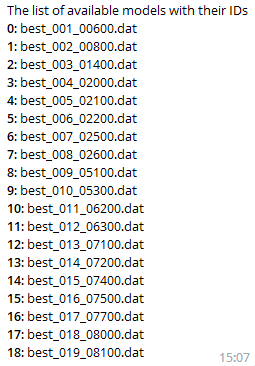 The list of available models with their IDs
0: best_001_00600.dat
1: best_002_00800.dat
2: best_003_01400.dat
3: best_004_02000.dat
4: best_005_02100.dat
5: best_006_02200.dat
6: best_007_02500.dat
7: best_008_02600.dat
8: best_009_05100.dat
9: best_010_05300.dat
10: best_011_06200.dat
11: best_012_06300.dat
12: best_013_07100.dat
13: best_014_07200.dat
14: best_015_07400.dat
15: best_016_07500.dat
16: best_017_07700.dat
17: best_018_08000.dat
18: best_019_08100.dat
15:07